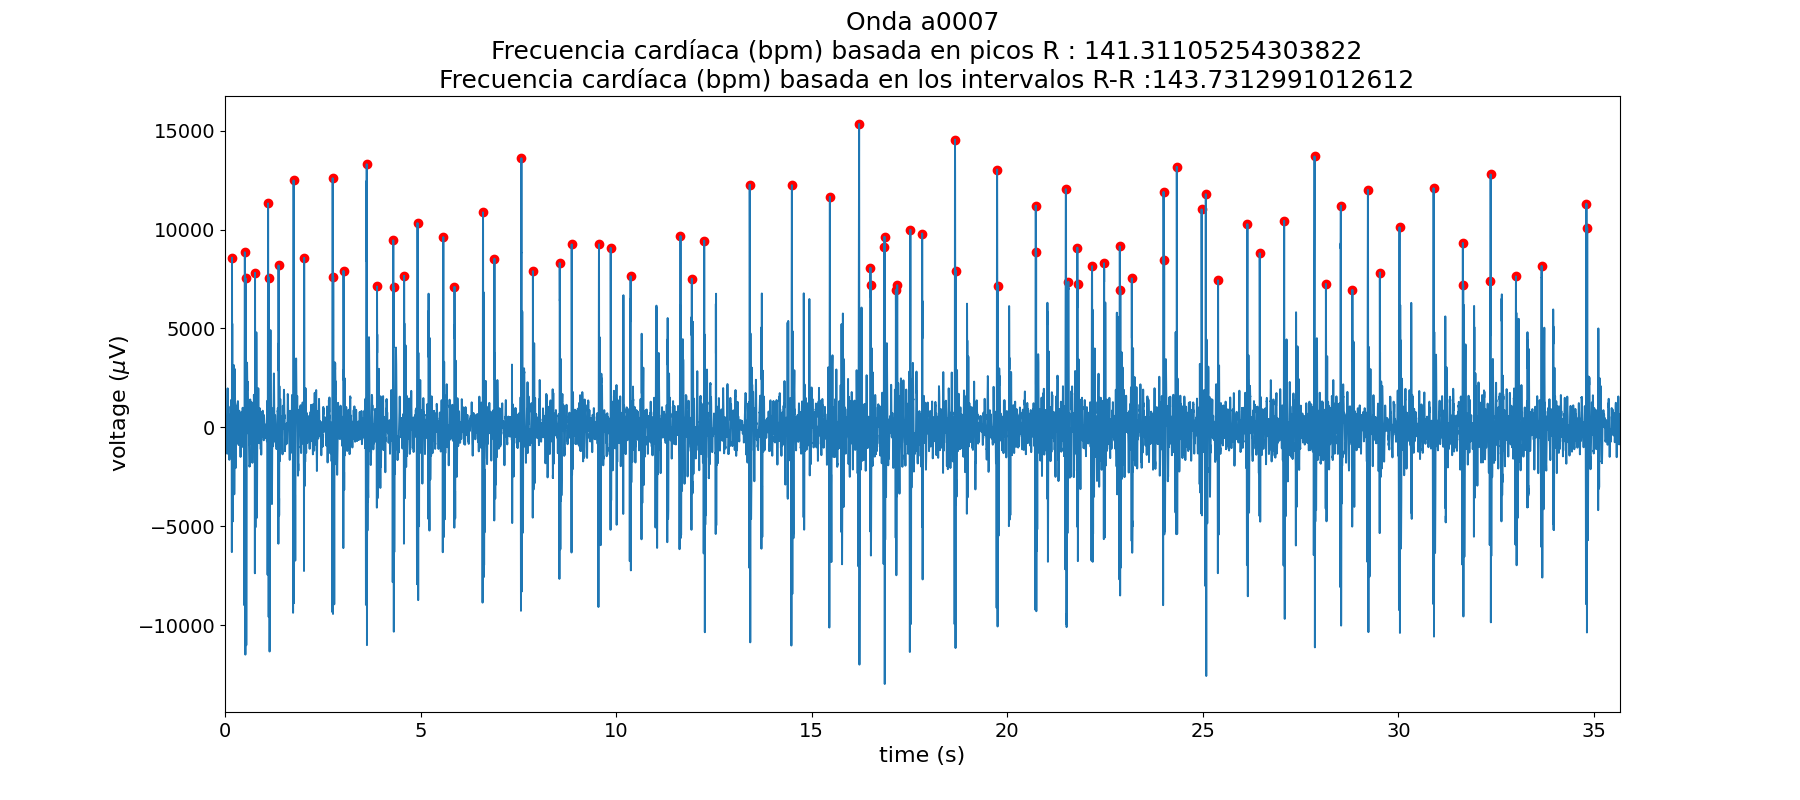 Onda a0007
Frecuencia cardíaca (bpm) basada en picos R : 141.31105254303822
Frecuencia cardíaca (bpm) basada en los intervalos R-R :143.7312991012612
15000
10000
5000
0
−5000
−10000
voltage (μV)
0 5 10 15 20 25 30 35
time (s)